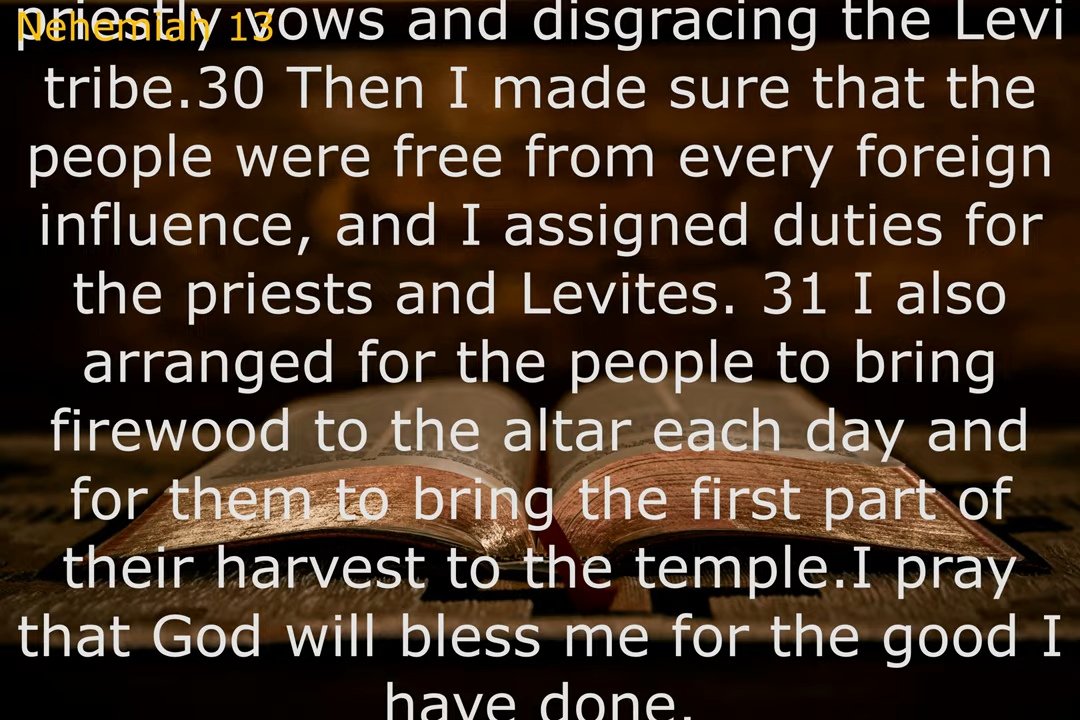 Nehemiah 13
priestly vows and disgracing the Levi
tribe.30 Then I made sure that the
people were free from every foreign
influence, and I assigned duties for
the priests and Levites. 31 I also
arranged for the people to bring
firewood to the altar each day and
for them to bring the first part of
their harvest to the temple.I pray
that God will bless me for the good I
have done.